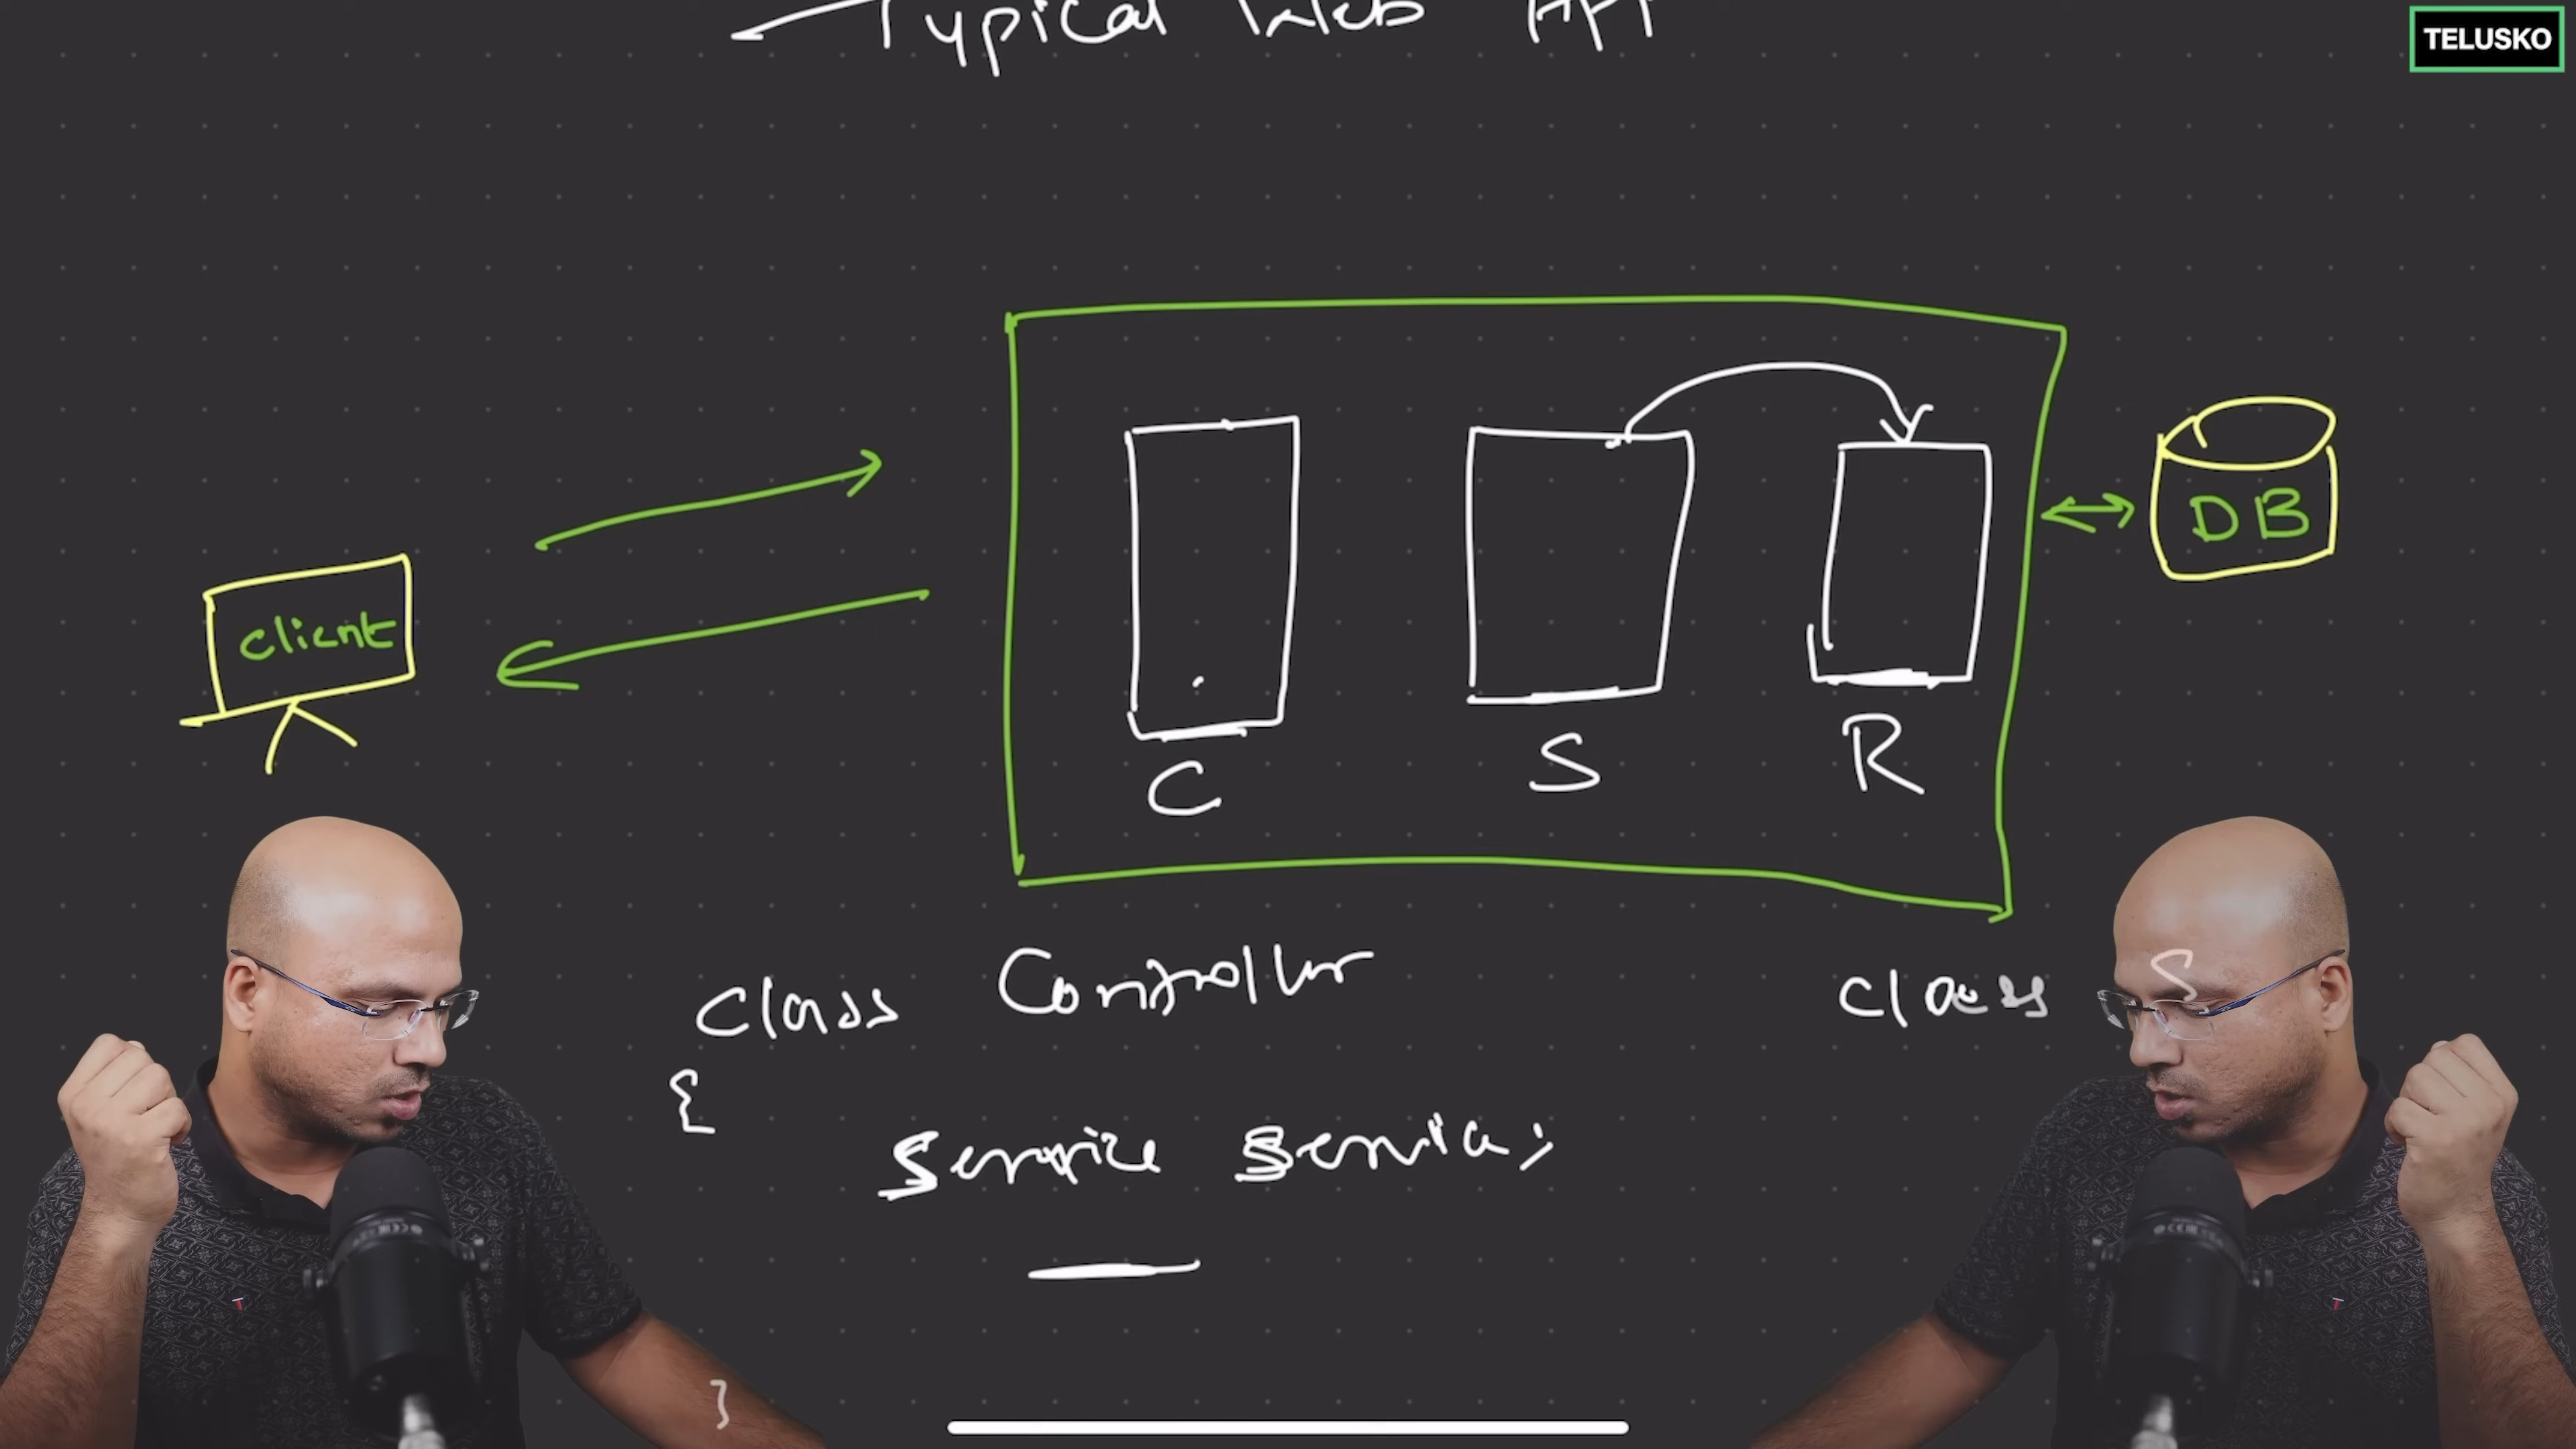 Typical Web API
TELUSKO
client
DB
C
S
R
class Controller
class S
{
Service Service;
}